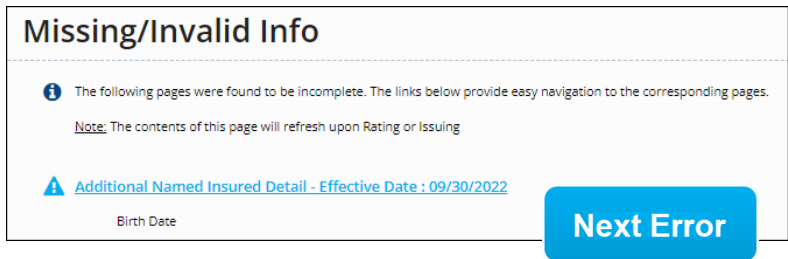 Missing/Invalid Info
The following pages were found to be incomplete. The links below provide easy navigation to the corresponding pages.
Note: The contents of this page will refresh upon Rating or Issuing
Additional Named Insured Detail - Effective Date : 09/30/2022
Birth Date
Next Error